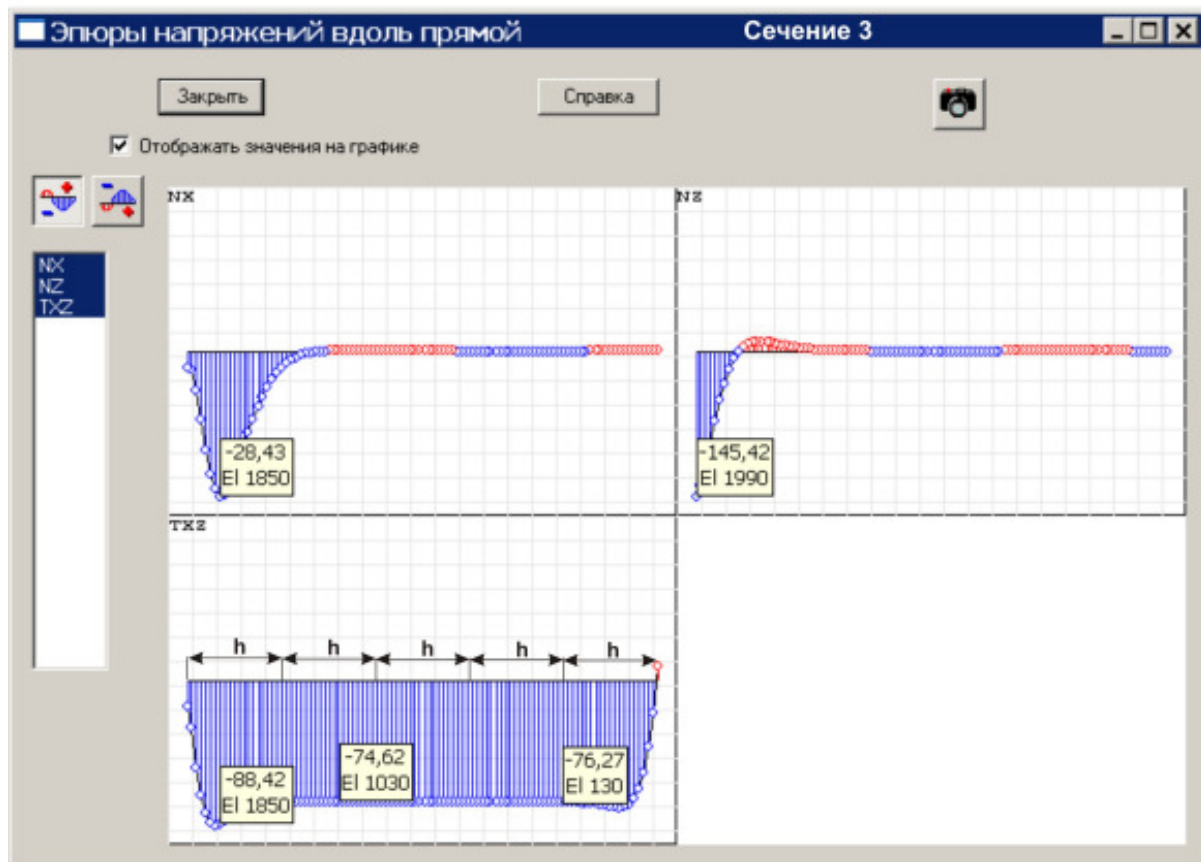 Эпюры напряжений вдоль прямой Сечение 3
Закрыть Справка
Отображать значения на графике
NX
NZ
TXZ
NX
-28,43
El 1850
NZ
-145,42
El 1990
TXZ
h h h h h
-88,42
El 1850
-74,62
El 1030
-76,27
El 130